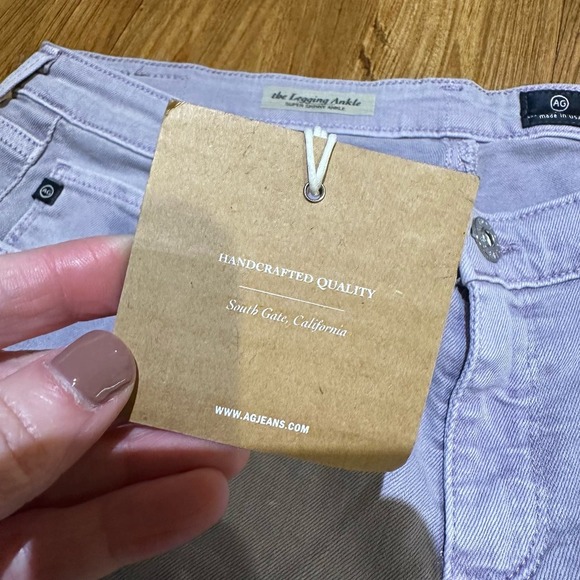 the Legging Ankle
SUPER SKINNY ANKLE
AG
made in USA
AG
HANDCRAFTED QUALITY
South Gate, California
WWW.AGJEANS.COM